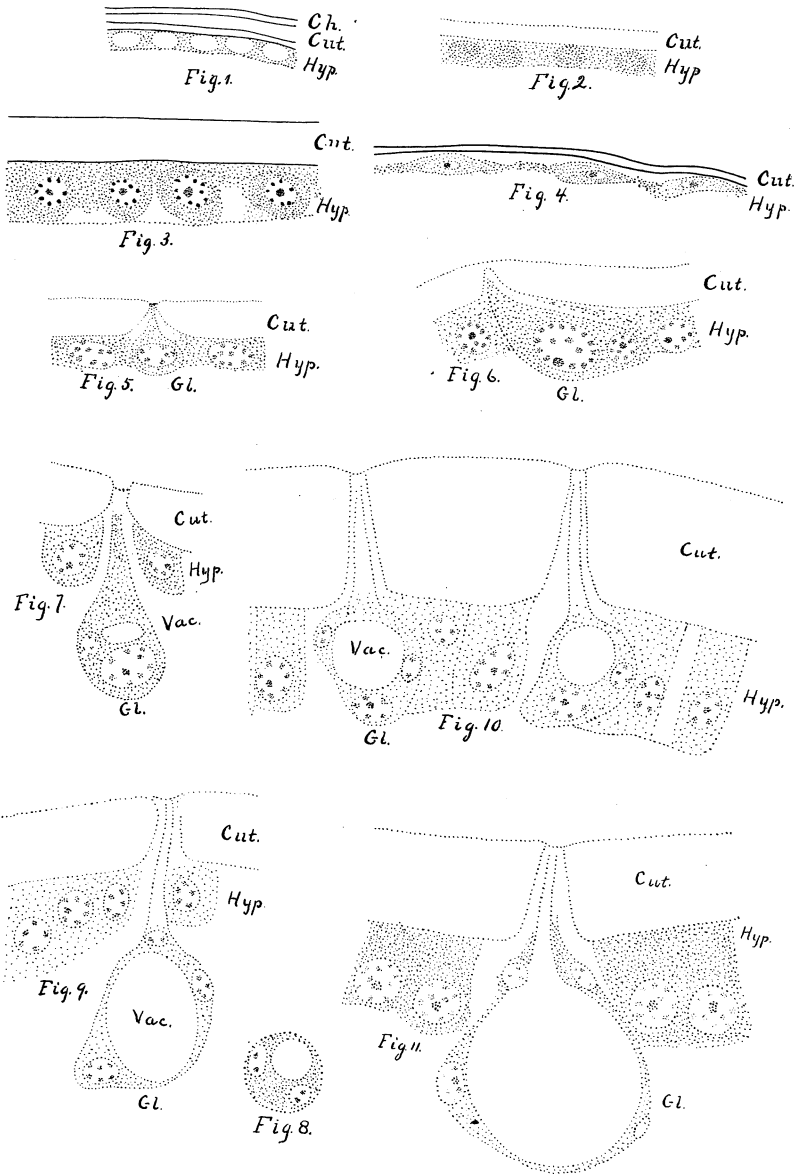 Ch.
Cut.
Hyp.
Fig. 1.
Cut.
Hyp
Fig. 2.
Cut.
Hyp.
Fig. 3.
Cut.
Hyp.
Fig. 4.
Cut.
Hyp.
Fig. 5.
Gl.
Cut.
Hyp.
Fig. 6.
Gl.
Cut.
Hyp.
Fig. 7.
Vac.
Gl.
Cut.
Vac.
Hyp.
Gl.
Fig. 10.
Cut.
Hyp.
Fig. 9.
Vac.
Gl.
Fig. 8.
Cut.
Hyp.
Fig 11.
Gl.